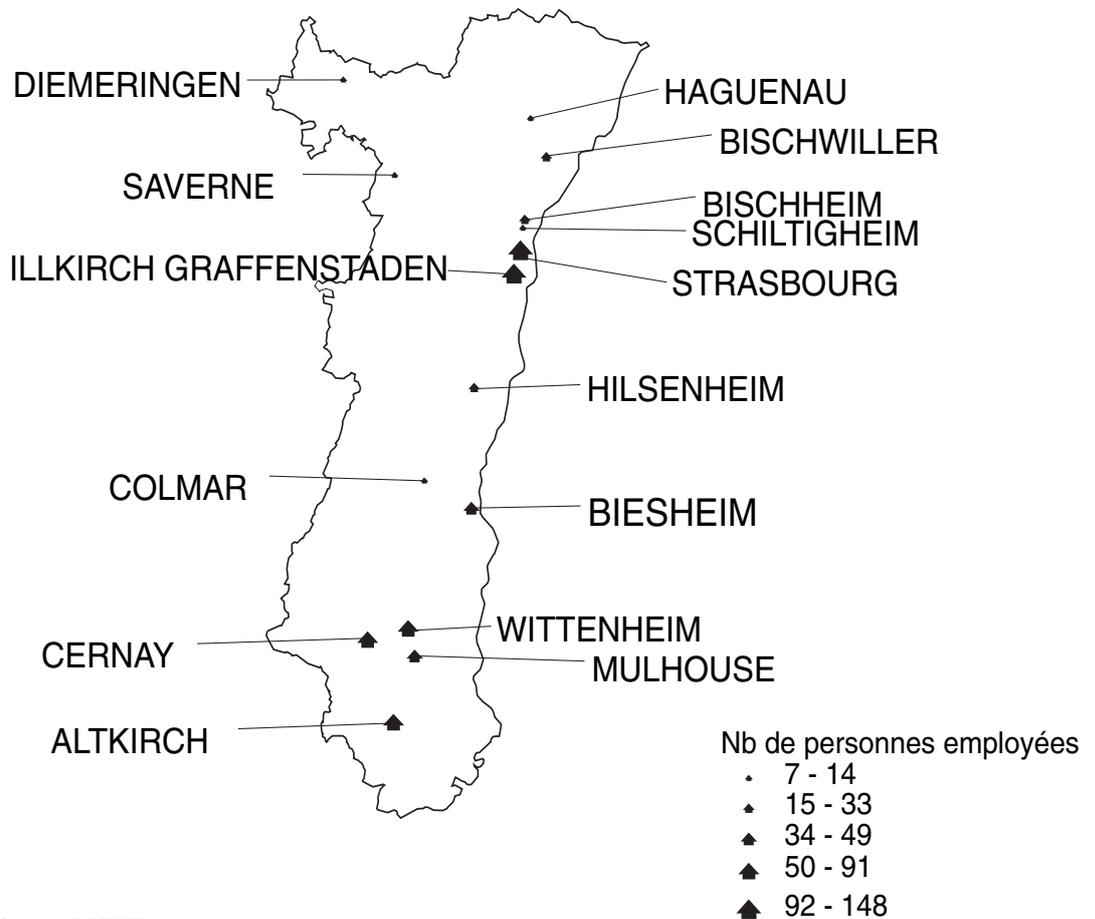 DIEMERINGEN
HAGUENAU
BISCHWILLER
SAVERNE
BISCHHEIM
SCHILTIGHEIM
ILLKIRCH GRAFFENSTADEN
STRASBOURG
HILSENHEIM
COLMAR
BIESHEIM
WITTENHEIM
CERNAY
MULHOUSE
ALTKIRCH
Nb de personnes employées
7 - 14
15 - 33
34 - 49
50 - 91
92 - 148